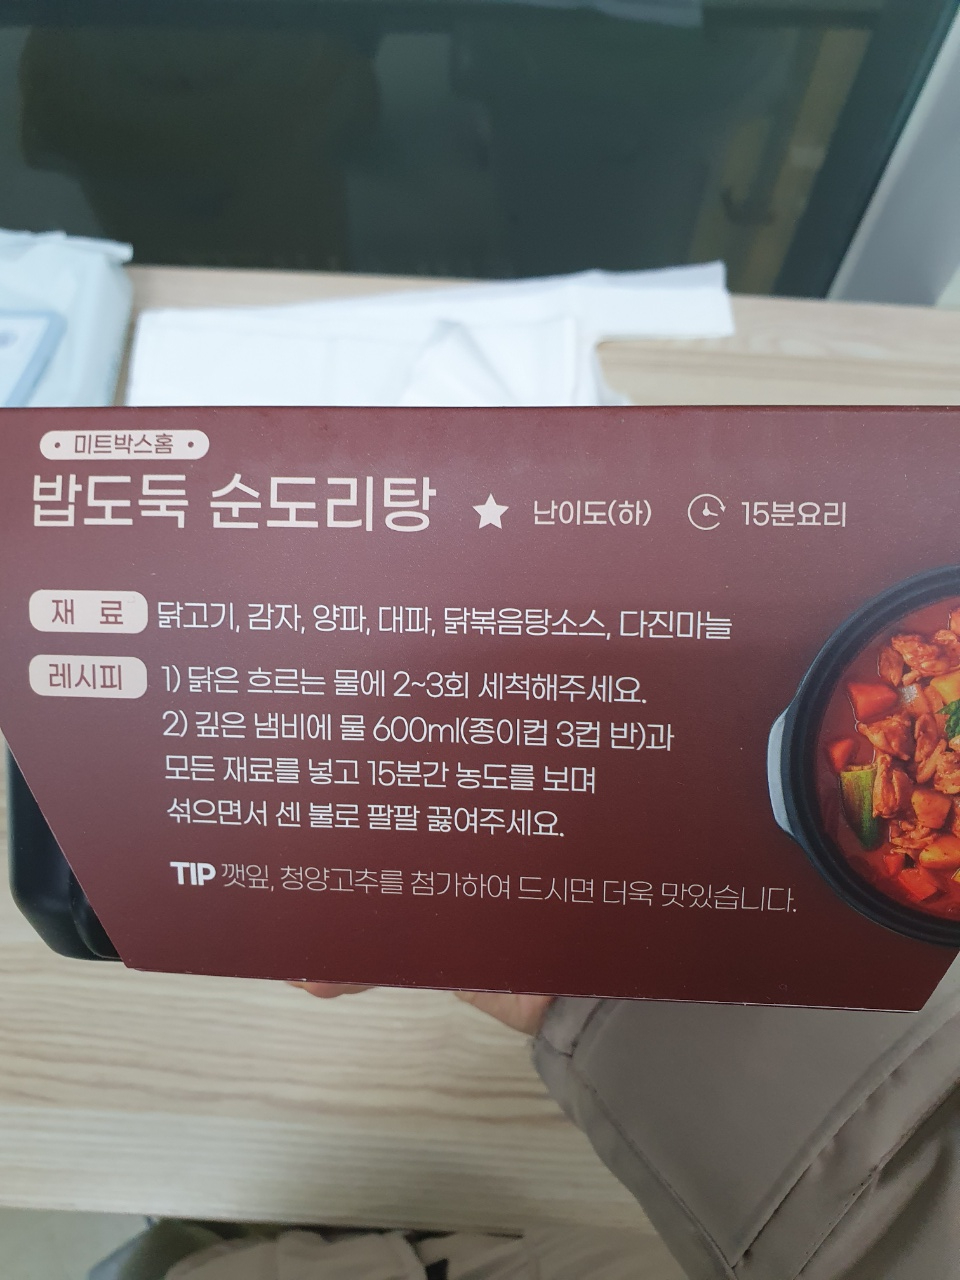 • 미트박스홈 •
밥도둑 순도리탕 ★ 난이도(하) 15분요리
재 료 닭고기, 감자, 양파, 대파, 닭볶음탕소스, 다진마늘
레시피 1) 닭은 흐르는 물에 2~3회 세척해주세요.
2) 깊은 냄비에 물 600ml(종이컵 3컵 반)과
모든 재료를 넣고 15분간 농도를 보며
섞으면서 센 불로 팔팔 끓여주세요.
TIP 깻잎, 청양고추를 첨가하여 드시면 더욱 맛있습니다.